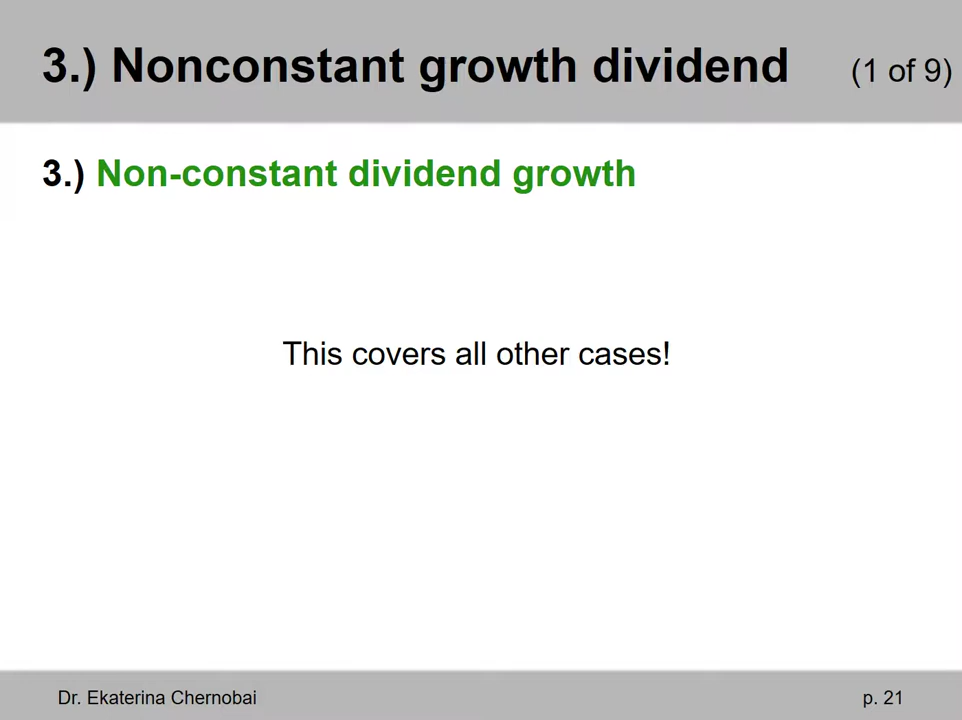 3.) Nonconstant growth dividend (1 of 9)
3.) Non-constant dividend growth
This covers all other cases!
Dr. Ekaterina Chernobai p. 21